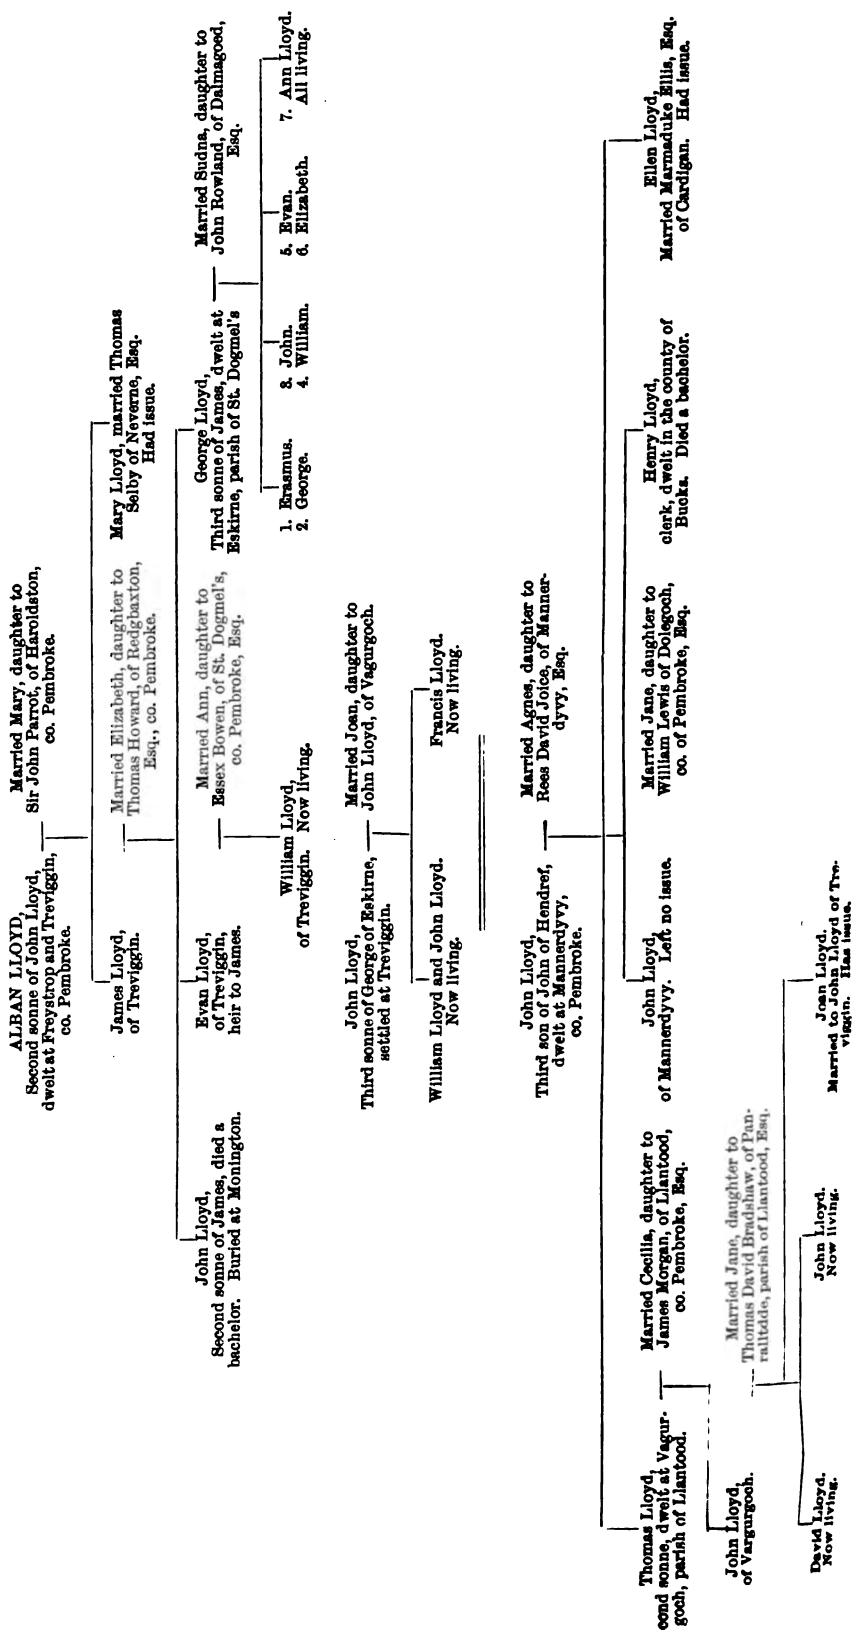 ALBAN LLOYD,
Second sonne of John Lloyd,
dwelt at Freystrop and Treviggin,
co. Pembroke.
Married Mary, daughter to
Sir John Parrot, of Haroldston,
co. Pembroke.
James Lloyd,
of Treviggin.
Married Elizabeth, daughter to
Thomas Howard, of Redgbaxton,
Esq., co. Pembroke.
Mary Lloyd, married Thomas
Selby of Neverne, Esq.
Had issue.
John Lloyd,
Second sonne of James, died a
bachelor. Buried at Monington.
Evan Lloyd,
of Treviggin,
heir to James.
Married Ann, daughter to
Essex Bowen, of St. Dogmel's,
co. Pembroke, Esq.
George Lloyd,
Third sonne of James, dwelt at
Eskirne, parish of St. Dogmel's
Married Sudna, daughter to
John Rowland, of Dalmagoed,
Esq.
William Lloyd,
of Treviggin. Now living.
1. Erasmus.
2. George.
3. John.
4. William.
5. Evan.
6. Elizabeth.
7. Ann Lloyd.
All living.
John Lloyd,
Third sonne of George of Eskirne,
settled at Treviggin.
Married Joan, daughter to
John Lloyd, of Vagurgoch.
William Lloyd and John Lloyd.
Now living.
Francis Lloyd.
Now living.
John Lloyd,
Third son of John of Hendref,
dwelt at Mannerdyvy,
co. Pembroke.
Married Agnes, daughter to
Rees David Joice, of Manner-
dyvy, Esq.
Thomas Lloyd,
cond sonne, dwelt at Vagur-
goch, parish of Llantood.
Married Cecilia, daughter to
James Morgan, of Llantood,
co. Pembroke, Esq.
John Lloyd,
of Mannerdyvy. Left no issue.
Married Jane, daughter to
William Lewis of Dolegoch,
co. of Pembroke, Esq.
Henry Lloyd,
clerk, dwelt in the county of
Bucks. Died a bachelor.
Ellen Lloyd,
Married Marmaduke Ellis, Esq.
of Cardigan. Had issue.
John Lloyd,
of Vargurgoch.
Married Jane, daughter to
Thomas David Bradshaw, of Pan-
ralltdde, parish of Llantood, Esq.
David Lloyd.
Now living.
John Lloyd.
Now living.
Joan Lloyd.
Married to John Lloyd of Tre-
viggin. Has issue.